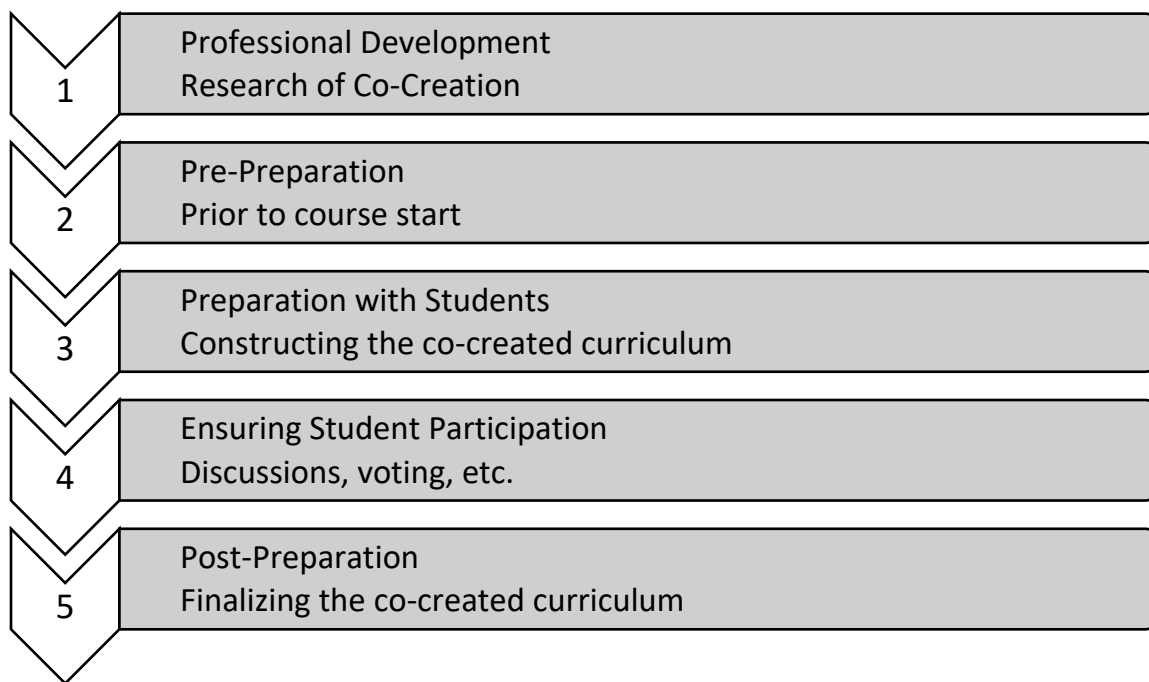 1
Professional Development
Research of Co-Creation
2
Pre-Preparation
Prior to course start
3
Preparation with Students
Constructing the co-created curriculum
4
Ensuring Student Participation
Discussions, voting, etc.
5
Post-Preparation
Finalizing the co-created curriculum